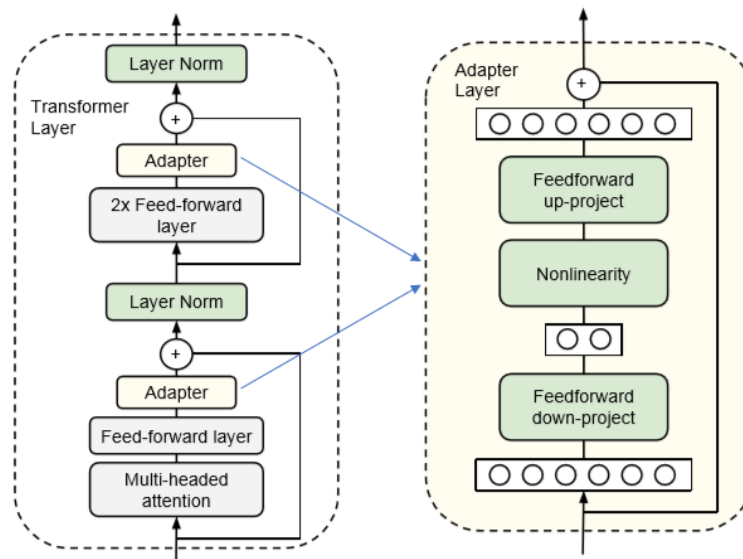 Layer Norm
Transformer
Layer
+
Adapter
2x Feed-forward
layer
Layer Norm
+
Adapter
Feed-forward layer
Multi-headed
attention
Adapter
Layer
+
Feedforward
up-project
Nonlinearity
Feedforward
down-project